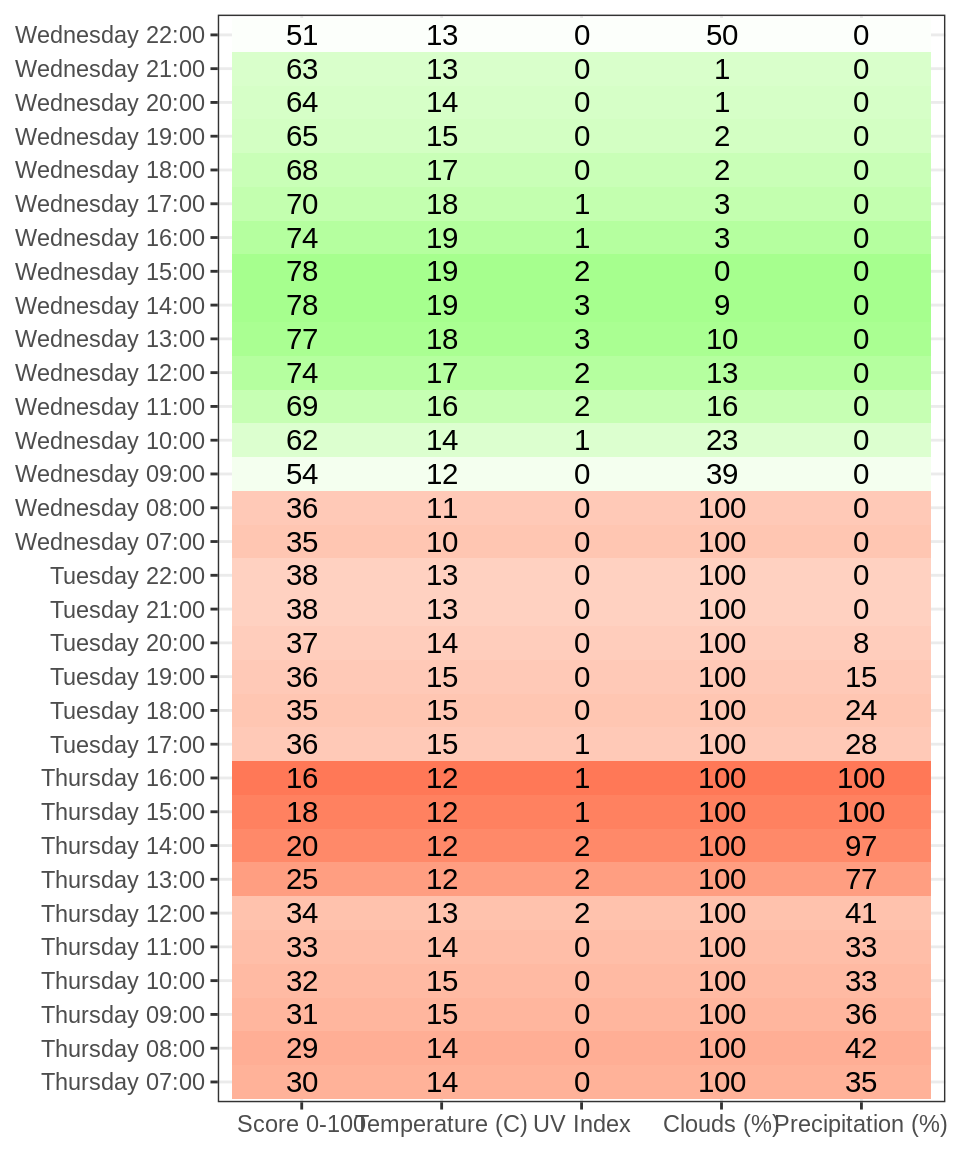 Wednesday 22:00 51 13 0 50 0
Wednesday 21:00 63 13 0 1 0
Wednesday 20:00 64 14 0 1 0
Wednesday 19:00 65 15 0 2 0
Wednesday 18:00 68 17 0 2 0
Wednesday 17:00 70 18 1 3 0
Wednesday 16:00 74 19 1 3 0
Wednesday 15:00 78 19 2 0 0
Wednesday 14:00 78 19 3 9 0
Wednesday 13:00 77 18 3 10 0
Wednesday 12:00 74 17 2 13 0
Wednesday 11:00 69 16 2 16 0
Wednesday 10:00 62 14 1 23 0
Wednesday 09:00 54 12 0 39 0
Wednesday 08:00 36 11 0 100 0
Wednesday 07:00 35 10 0 100 0
Tuesday 22:00 38 13 0 100 0
Tuesday 21:00 38 13 0 100 0
Tuesday 20:00 37 14 0 100 8
Tuesday 19:00 36 15 0 100 15
Tuesday 18:00 35 15 0 100 24
Tuesday 17:00 36 15 1 100 28
Thursday 16:00 16 12 1 100 100
Thursday 15:00 18 12 1 100 100
Thursday 14:00 20 12 2 100 97
Thursday 13:00 25 12 2 100 77
Thursday 12:00 34 13 2 100 41
Thursday 11:00 33 14 0 100 33
Thursday 10:00 32 15 0 100 33
Thursday 09:00 31 15 0 100 36
Thursday 08:00 29 14 0 100 42
Thursday 07:00 30 14 0 100 35
Score 0-100 Temperature (C) UV Index Clouds (%) Precipitation (%)